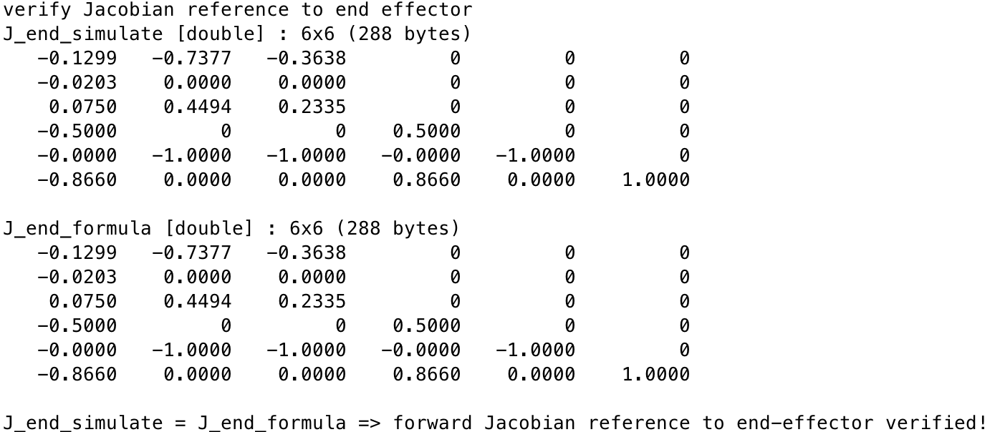 verify Jacobian reference to end effector
J_end_simulate [double] : 6x6 (288 bytes)
-0.1299 -0.7377 -0.3638 0 0 0
-0.0203 0.0000 0.0000 0 0 0
0.0750 0.4494 0.2335 0 0 0
-0.5000 0 0 0.5000 0 0
-0.0000 -1.0000 -1.0000 -0.0000 -1.0000 0
-0.8660 0.0000 0.0000 0.8660 0.0000 1.0000
J_end_formula [double] : 6x6 (288 bytes)
-0.1299 -0.7377 -0.3638 0 0 0
-0.0203 0.0000 0.0000 0 0 0
0.0750 0.4494 0.2335 0 0 0
-0.5000 0 0 0.5000 0 0
-0.0000 -1.0000 -1.0000 -0.0000 -1.0000 0
-0.8660 0.0000 0.0000 0.8660 0.0000 1.0000
J_end_simulate = J_end_formula => forward Jacobian reference to end-effector verified!